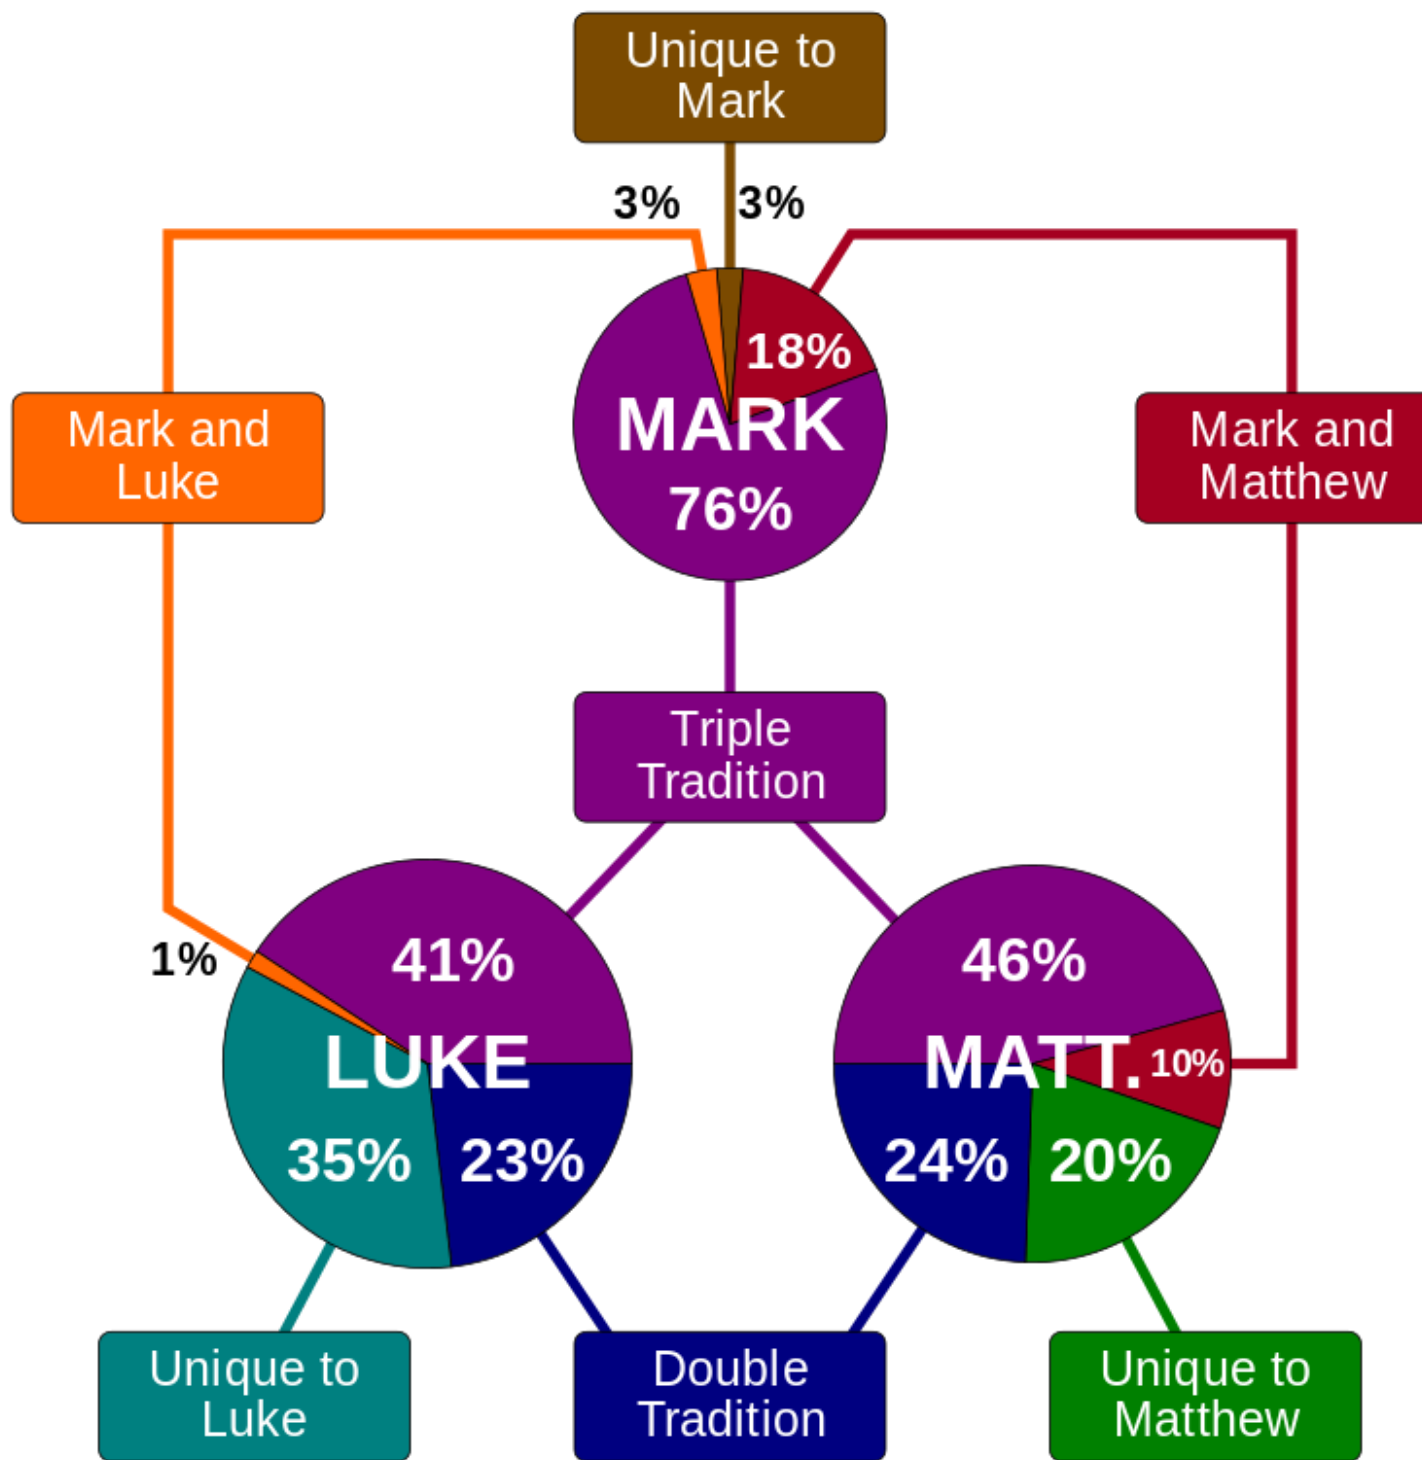 Unique to
Mark
3%
3%
18%
MARK
76%
Mark and
Luke
Mark and
Matthew
Triple
Tradition
1%
41%
LUKE
35%
23%
46%
MATT.
10%
24%
20%
Unique to
Luke
Double
Tradition
Unique to
Matthew